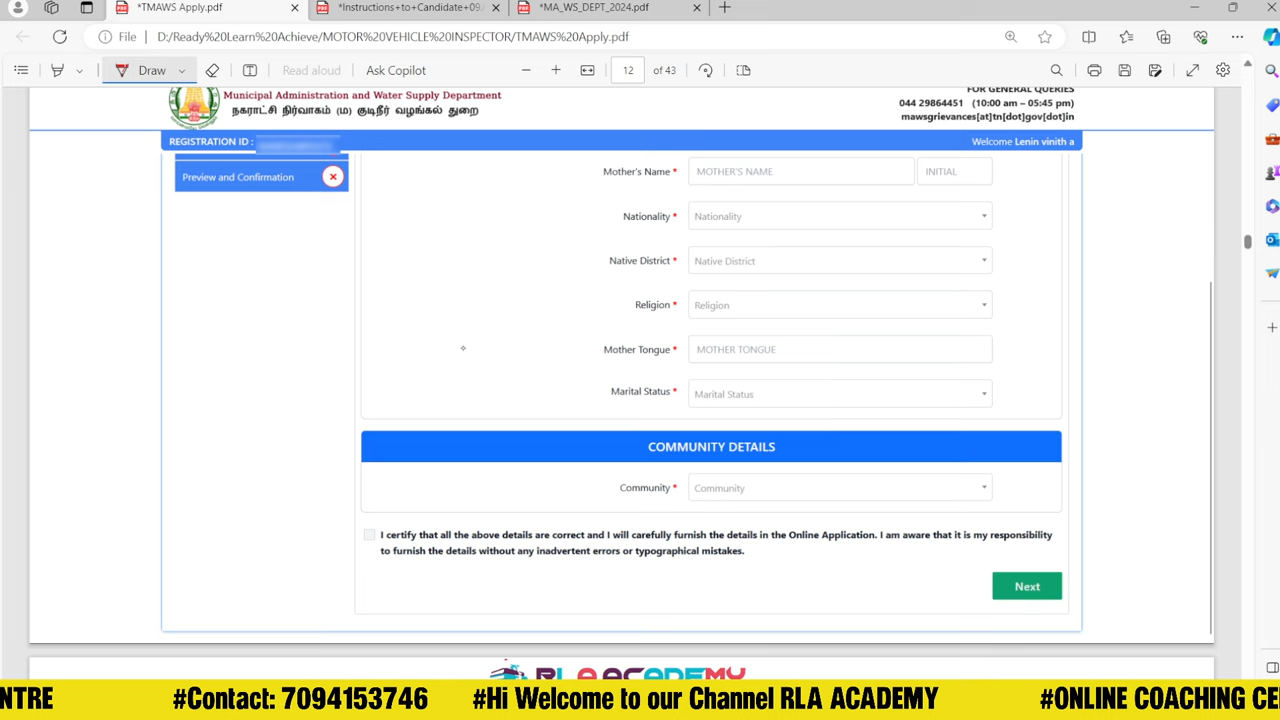 *TMAWS Apply.pdf
*Instructions+to+Candidate+09.
*MA_WS_DEPT_2024.pdf
File
D:/Ready%20Learn%20Achieve/MOTOR%20VEHICLE%20INSPECTOR/TMAWS%20Apply.pdf
Draw
Read aloud
Ask Copilot
12 of 43
Municipal Administration and Water Supply Department
நகராட்சி நிர்வாகம் (ம) குடிநீர் வழங்கல் துறை
FOR GENERAL QUERIES
044 29864451 (10:00 am – 05:45 pm)
mawsgrievances[at]tn[dot]gov[dot]in
REGISTRATION ID :
Welcome Lenin vinith a
Preview and Confirmation
Mother's Name * MOTHER'S NAME INITIAL
Nationality * Nationality
Native District * Native District
Religion * Religion
Mother Tongue * MOTHER TONGUE
Marital Status * Marital Status
COMMUNITY DETAILS
Community * Community
I certify that all the above details are correct and I will carefully furnish the details in the Online Application. I am aware that it is my responsibility
to furnish the details without any inadvertent errors or typographical mistakes.
Next
RLA ACADEMY
NTRE #Contact: 7094153746 #Hi Welcome to our Channel RLA ACADEMY #ONLINE COACHING CE